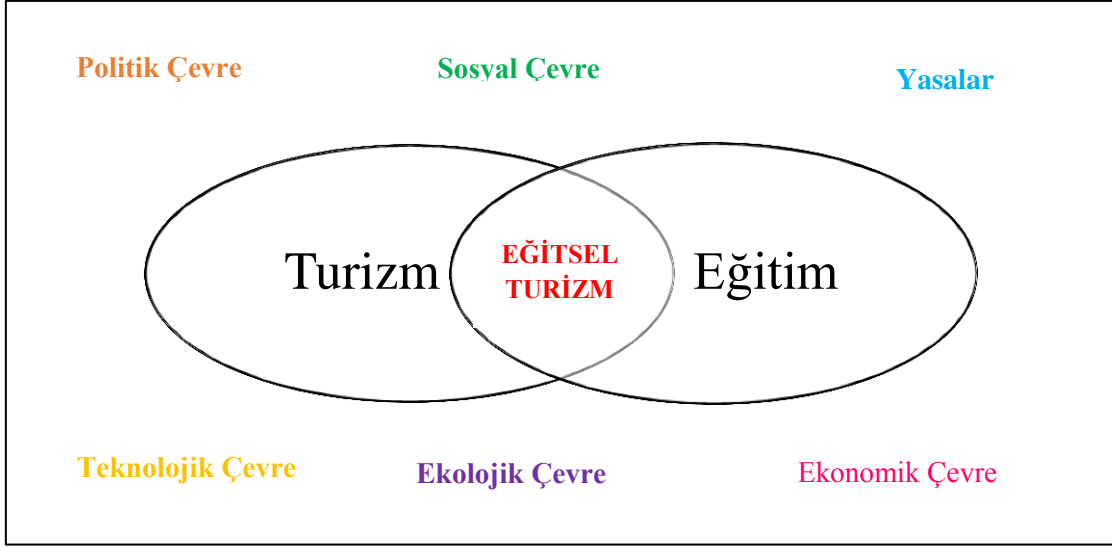 Politik Çevre
Sosyal Çevre
Yasalar
Turizm
EĞİTSEL
TURİZM
Eğitim
Teknolojik Çevre
Ekolojik Çevre
Ekonomik Çevre